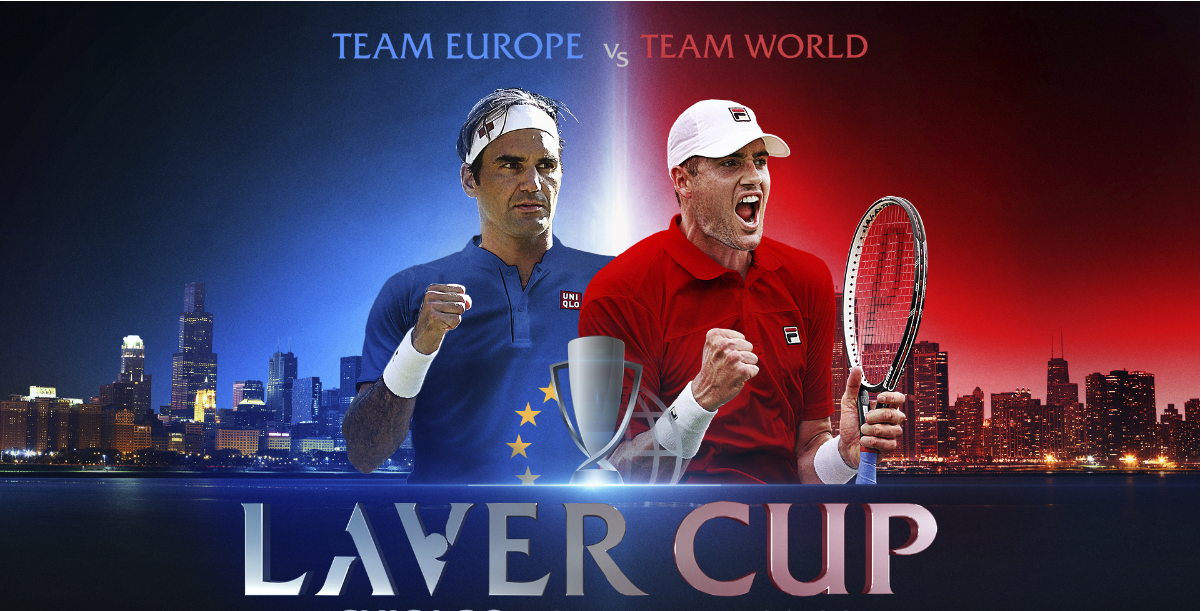 TEAM EUROPE vs TEAM WORLD
UNI
QLO
LAVER CUP